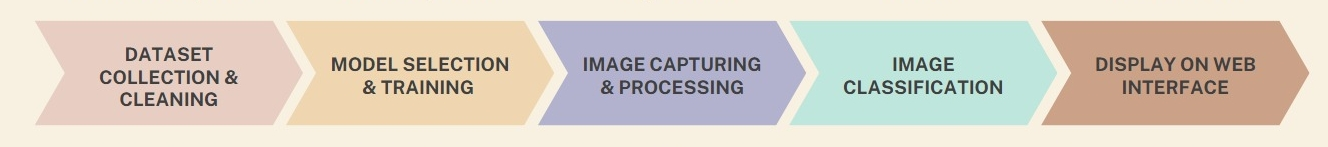 DATASET
COLLECTION &
CLEANING
MODEL SELECTION
& TRAINING
IMAGE CAPTURING
& PROCESSING
IMAGE
CLASSIFICATION
DISPLAY ON WEB
INTERFACE